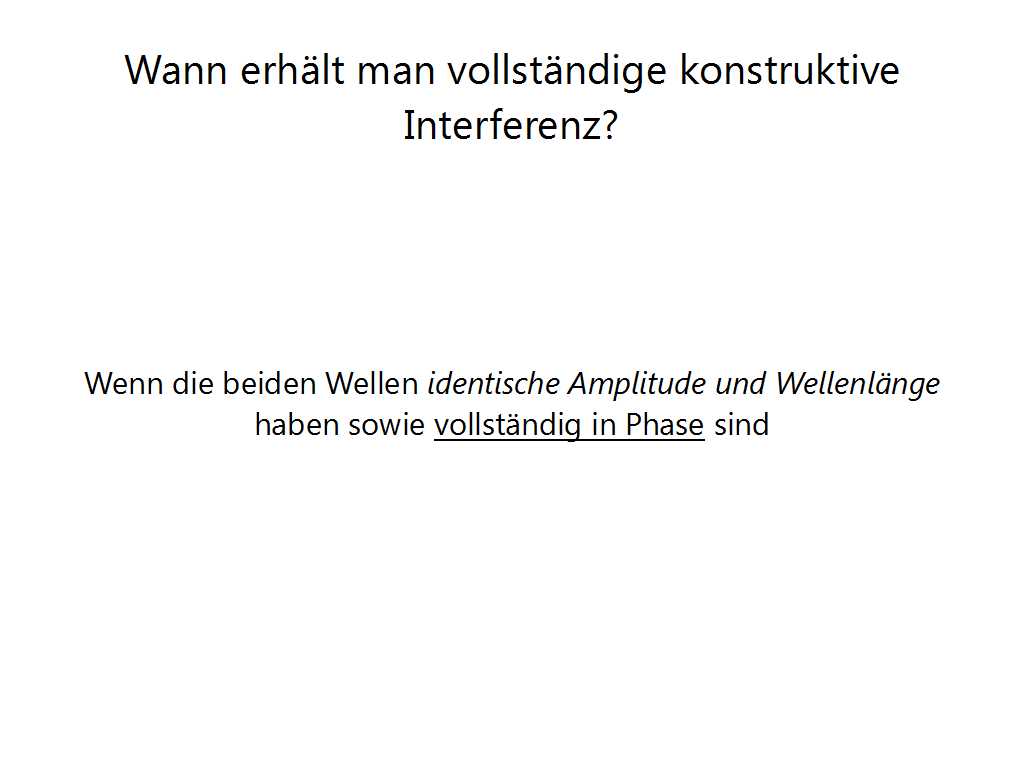 Wann erhält man vollständige konstruktive
Interferenz?
Wenn die beiden Wellen identische Amplitude und Wellenlänge
haben sowie vollständig in Phase sind